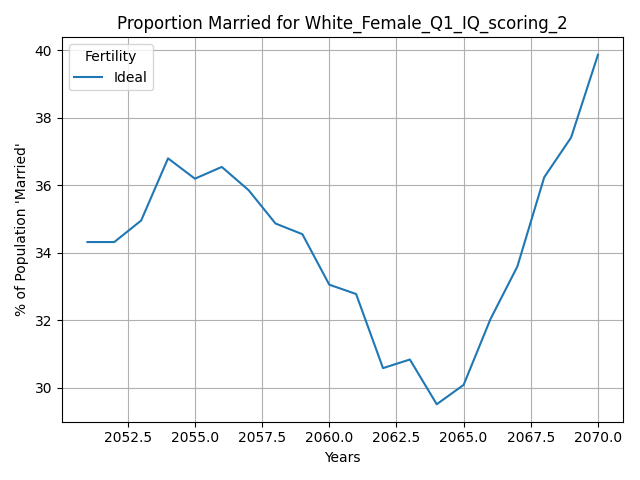 Proportion Married for White_Female_Q1_IQ_scoring_2
% of Population 'Married'
40
38
36
34
32
30
Fertility
Ideal
2052.5 2055.0 2057.5 2060.0 2062.5 2065.0 2067.5 2070.0
Years